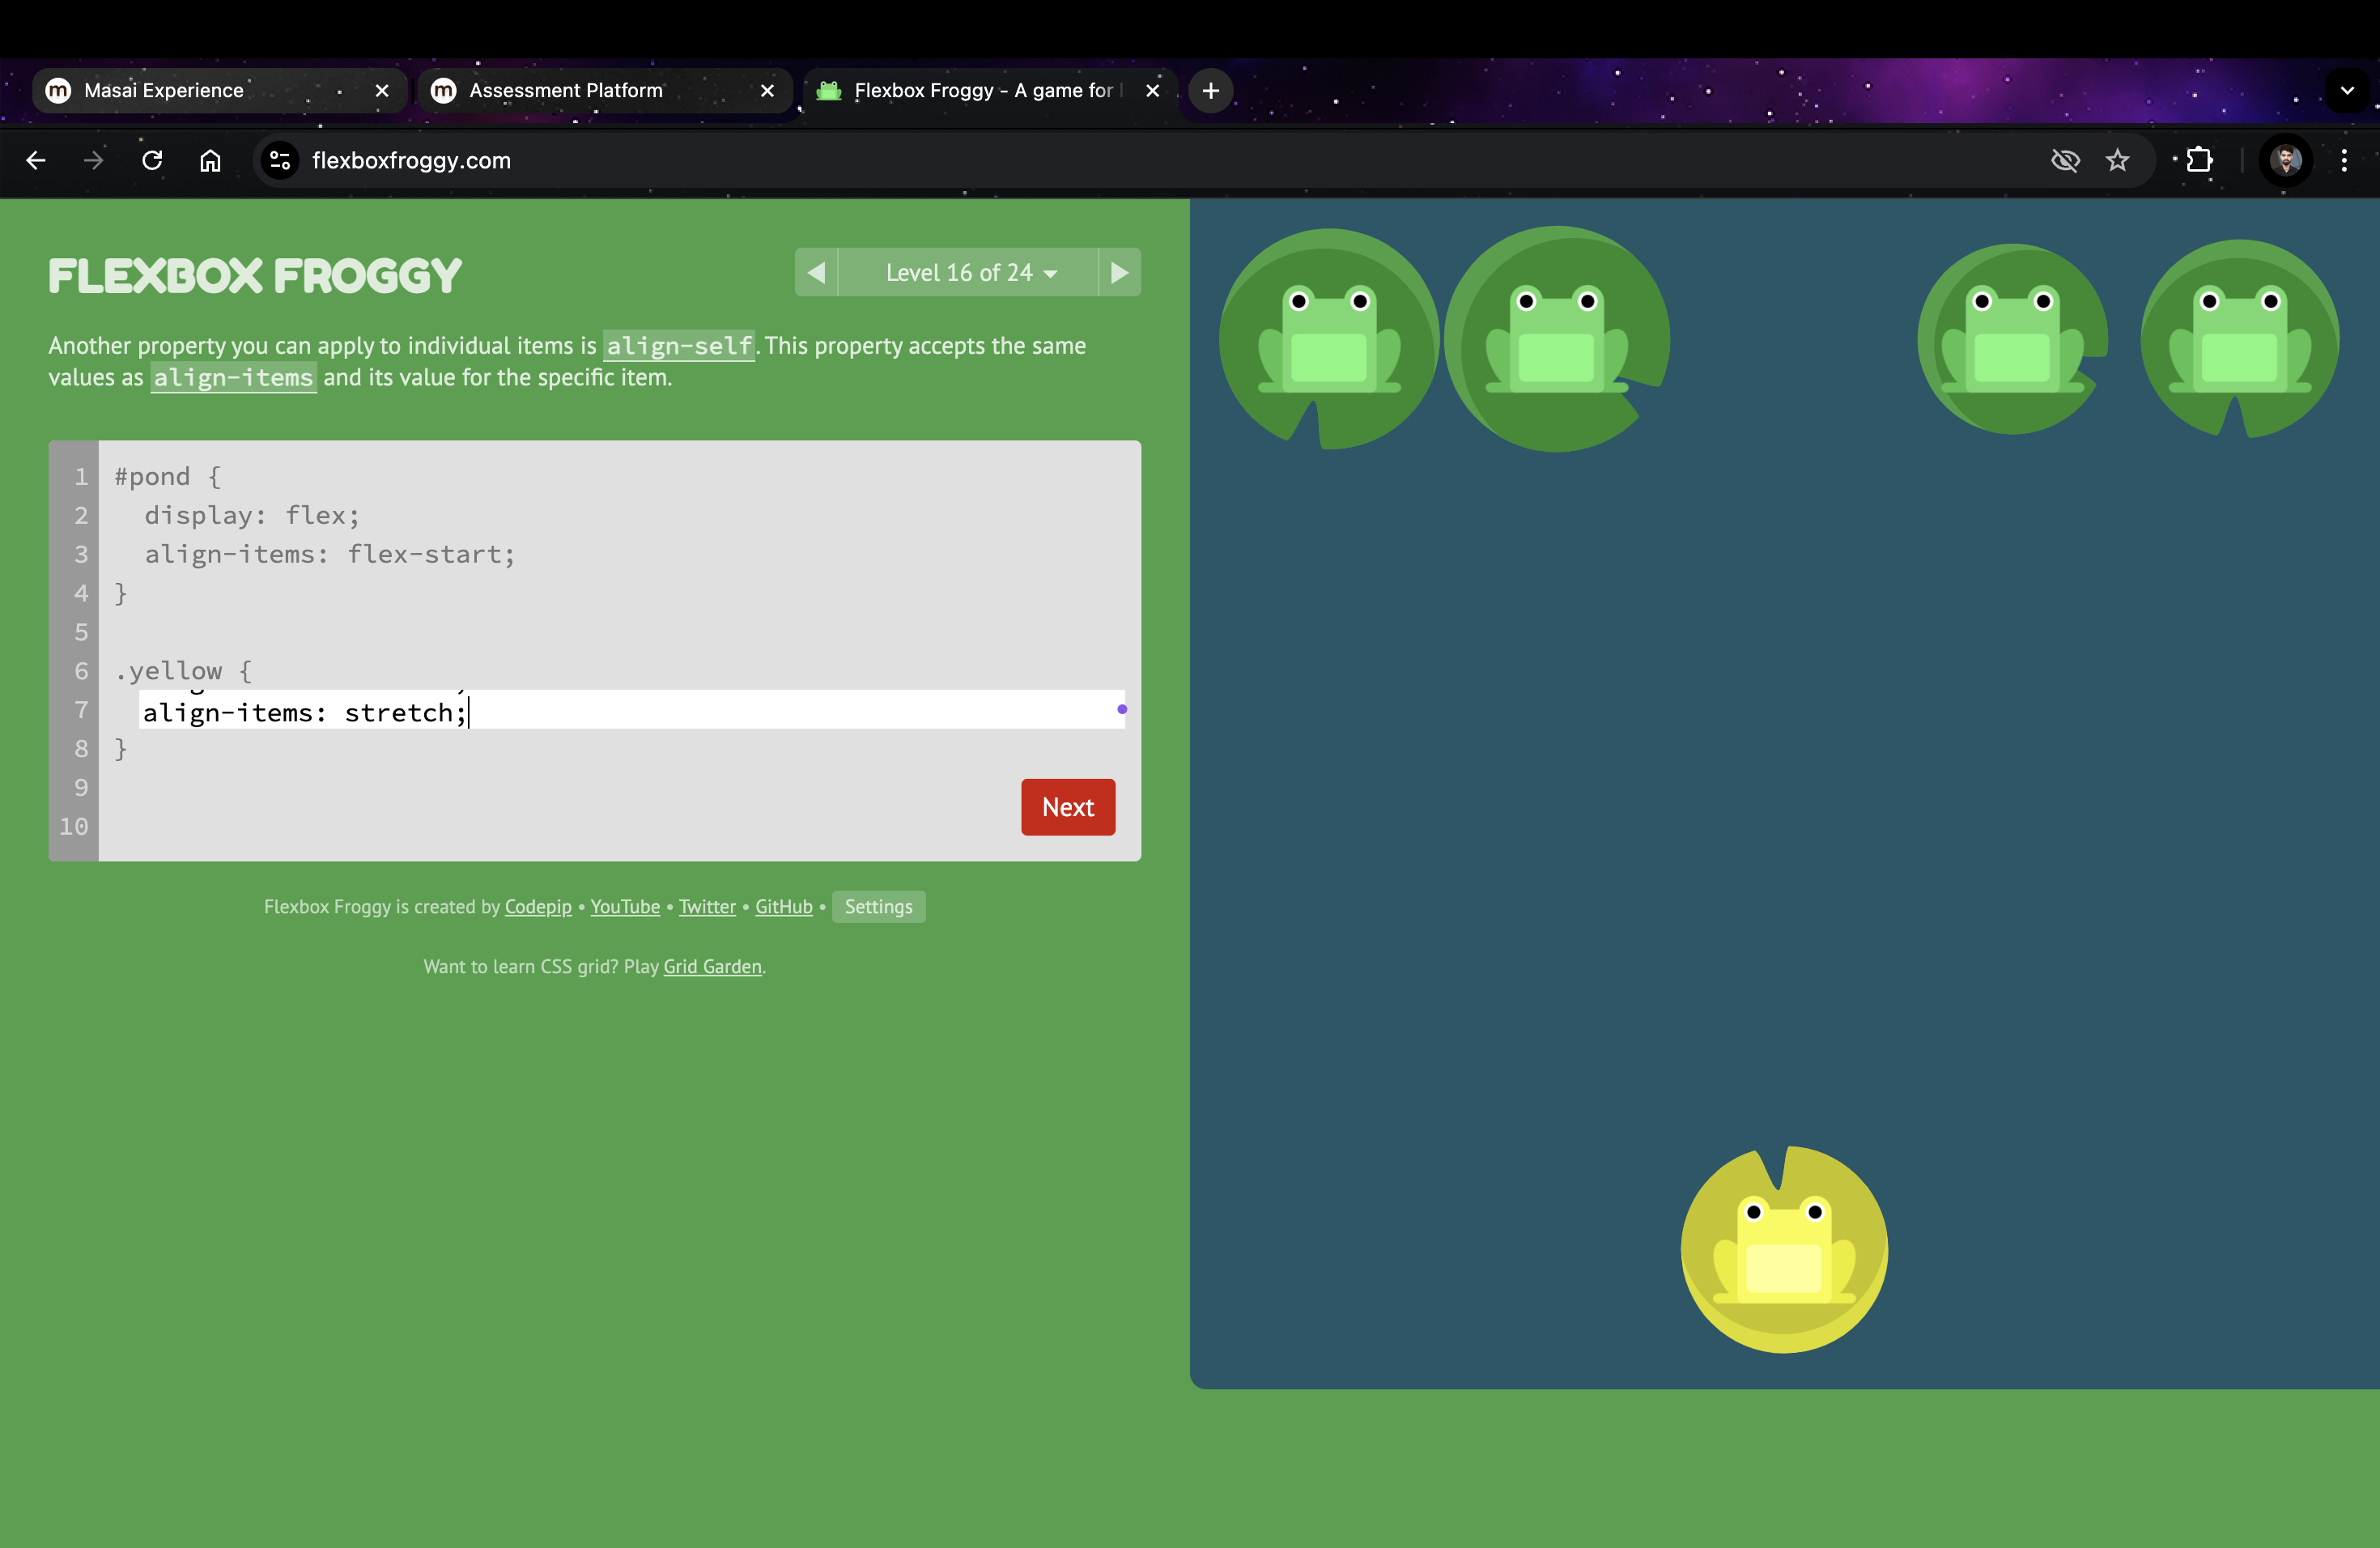 Masai Experience
Assessment Platform
Flexbox Froggy - A game for
flexboxfroggy.com
FLEXBOX FROGGY
Level 16 of 24
Another property you can apply to individual items is align-self. This property accepts the same
values as align-items and its value for the specific item.
1 #pond {
2 display: flex;
3 align-items: flex-start;
4 }
5
6 .yellow {
7 align-items: stretch;
8 }
9
10
Next
Flexbox Froggy is created by Codepip • YouTube • Twitter • GitHub • Settings
Want to learn CSS grid? Play Grid Garden.